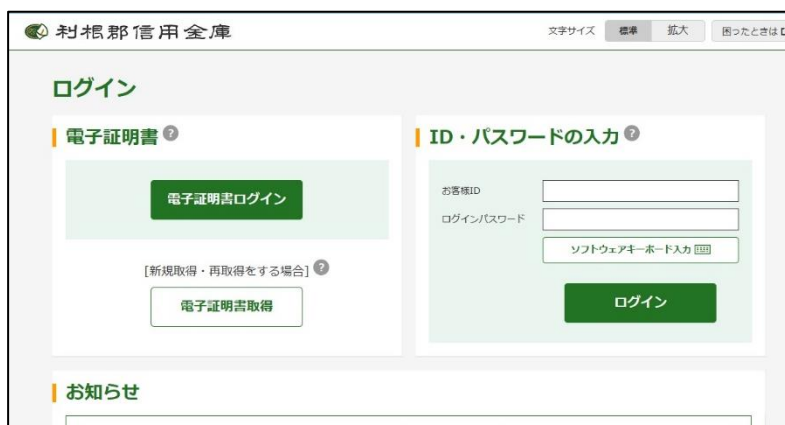 利根郡信用金庫
文字サイズ 標準 拡大 困ったときは
ログイン
電子証明書 ?
電子証明書ログイン
[新規取得・再取得をする場合] ?
電子証明書取得
ID・パスワードの入力 ?
お客様ID
ログインパスワード
ソフトウェアキーボード入力
ログイン
お知らせ